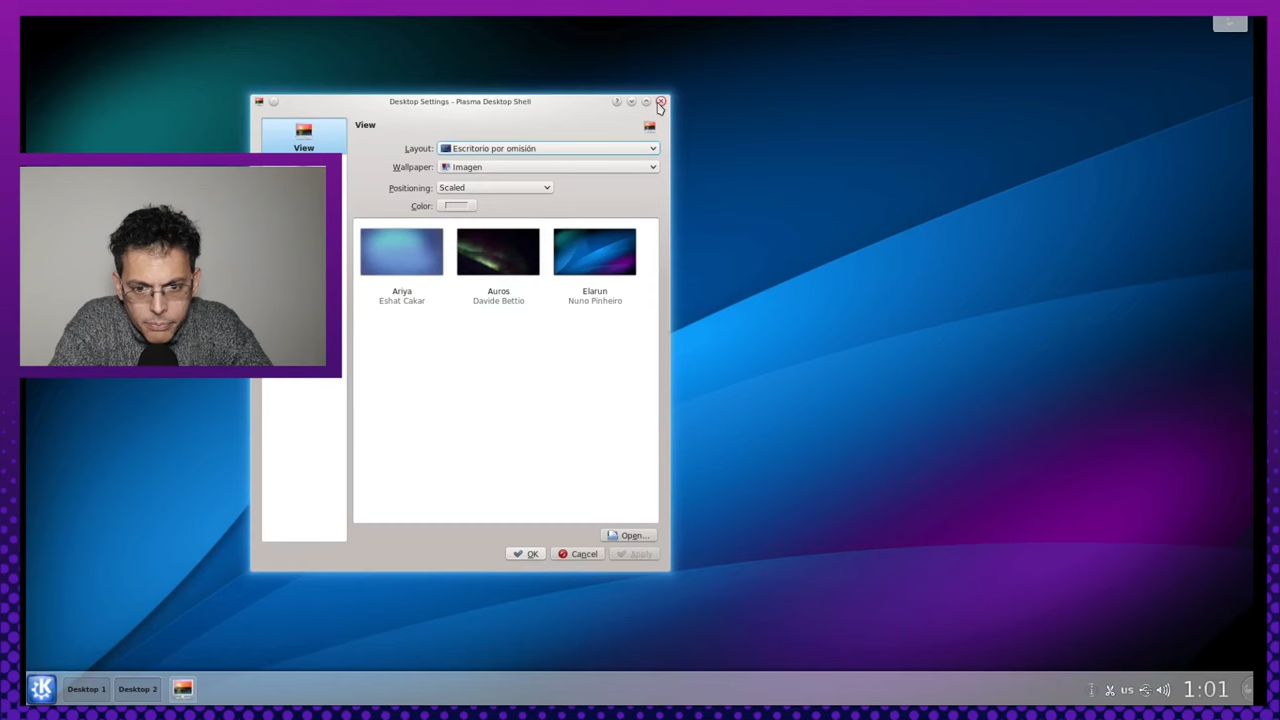 Desktop Settings - Plasma Desktop Shell
View
View
Layout: Escritorio por omisión
Wallpaper: Imagen
Positioning: Scaled
Color:
Ariya
Eshat Cakar
Auros
Davide Bettio
Elarun
Nuno Pinheiro
Open...
OK
Cancel
Apply
Desktop 1
Desktop 2
us
1:01